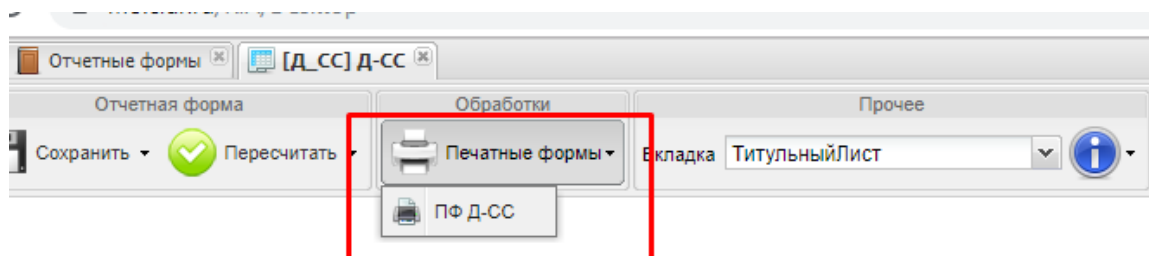 Отчетные формы [Д_СС] Д-СС
Отчетная форма Обработки Прочее
Сохранить Пересчитать Печатные формы Вкладка ТитульныйЛист
ПФ Д-СС